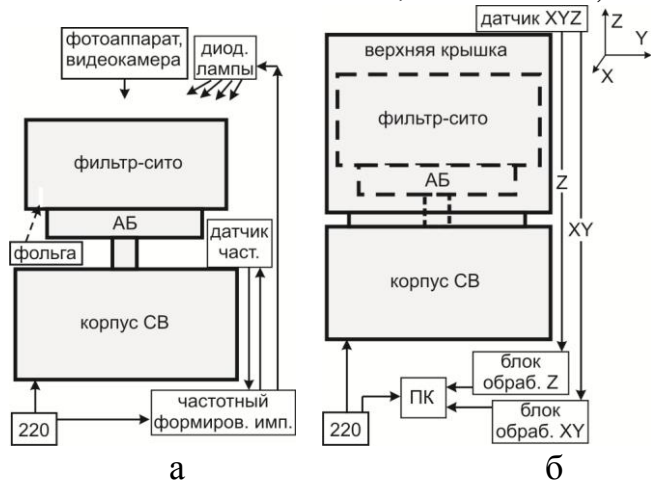 фотоаппарат,
видеокамера
диод.
лампы
фильтр-сито
АБ
фольга
датчик
част.
корпус СВ
220
частотный
формиров. имп.
а
датчик XYZ
Z
Y
X
верхняя крышка
фильтр-сито
АБ
Z
XY
корпус СВ
блок
обраб. Z
ПК
блок
обраб. XY
220
б